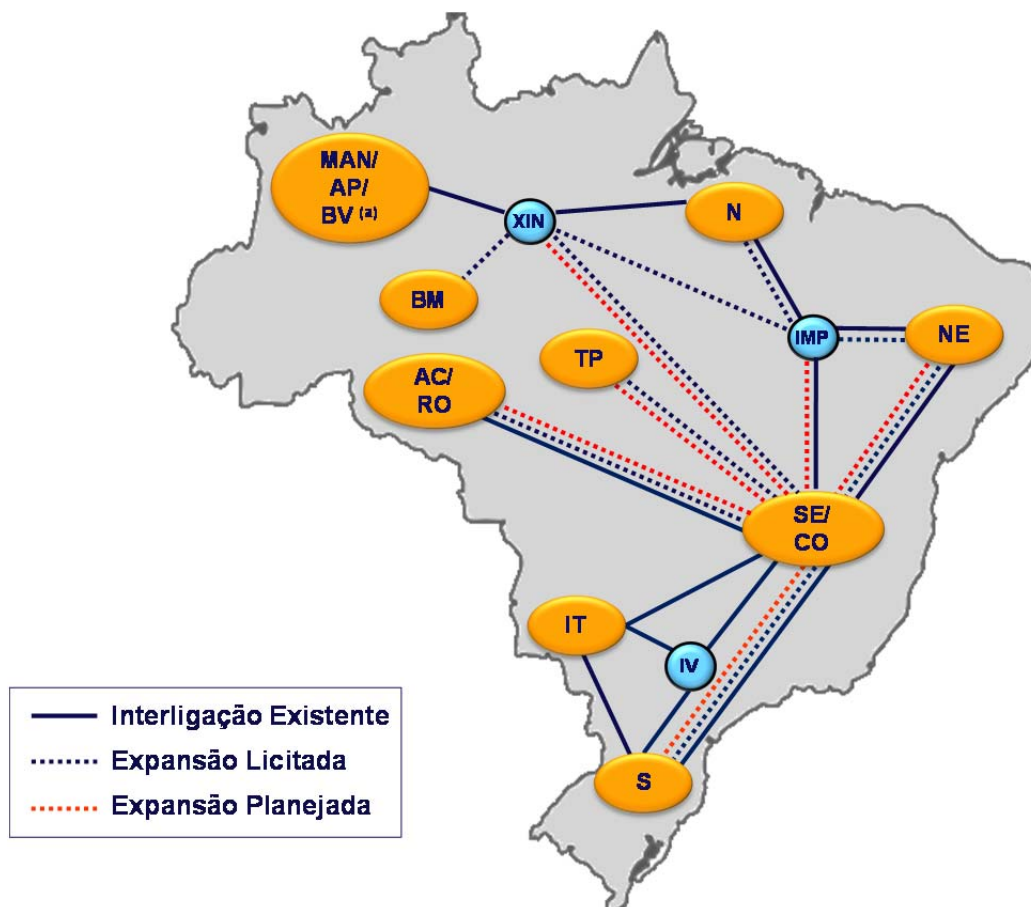 MAN/
AP/
BV (a)
XIN
N
BM
IMP
NE
TP
AC/
RO
SE/
CO
IT
IV
S
Interligação Existente
Expansão Licitada
Expansão Planejada